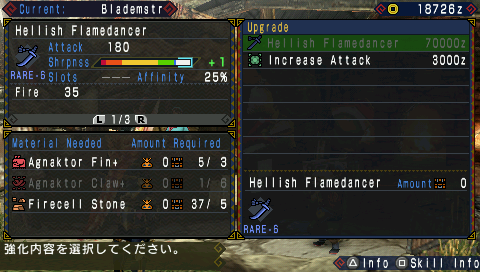 Current: Blademstr
18726z
Hellish Flamedancer
Attack 180
Shrpnss +1
RARE-6 Slots --- Affinity 25%
Fire 35
L 1/3 R
Material Needed Amount Required
Agnaktor Fin+ 0 5/ 3
Agnaktor Claw+ 0 1/ 6
Firecell Stone 0 37/ 5
Upgrade
Hellish Flamedancer 70000z
Increase Attack 3000z
Hellish Flamedancer Amount 0
RARE-6
強化内容を選択してください。
△ Info □ Skill Info